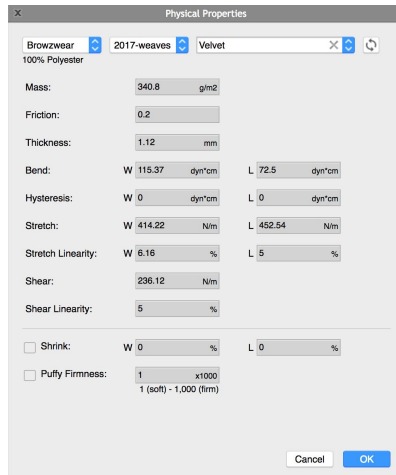 x Physical Properties
Browzwear 2017-weaves Velvet
100% Polyester
Mass: 340.8 g/m2
Friction: 0.2
Thickness: 1.12 mm
Bend: W 115.37 dyn*cm L 72.5 dyn*cm
Hysteresis: W 0 dyn*cm L 0 dyn*cm
Stretch: W 414.22 N/m L 452.54 N/m
Stretch Linearity: W 6.16 % L 5 %
Shear: 236.12 N/m
Shear Linearity: 5 %
Shrink: W 0 % L 0 %
Puffy Firmness: 1 x1000
1 (soft) - 1,000 (firm)
Cancel OK